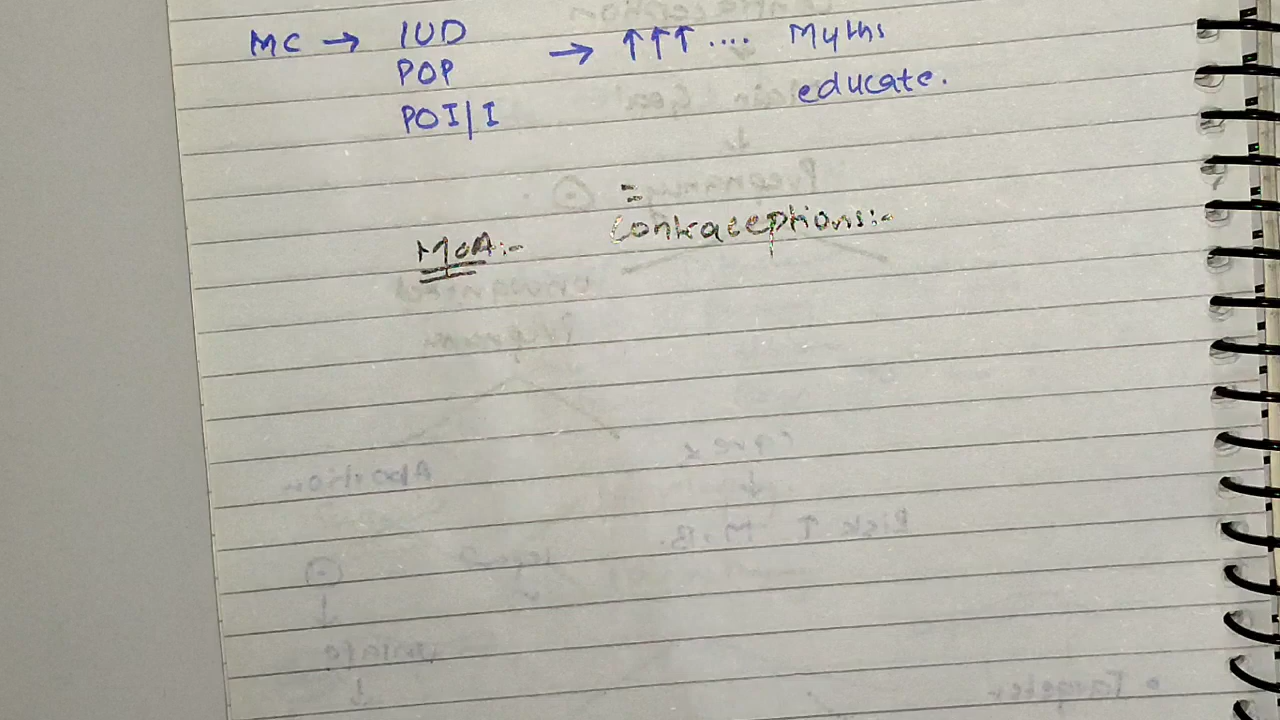 MC → IUD → ↑↑↑ .... Myths
POP educate.
POI/I
MOA:- Contraceptions:-